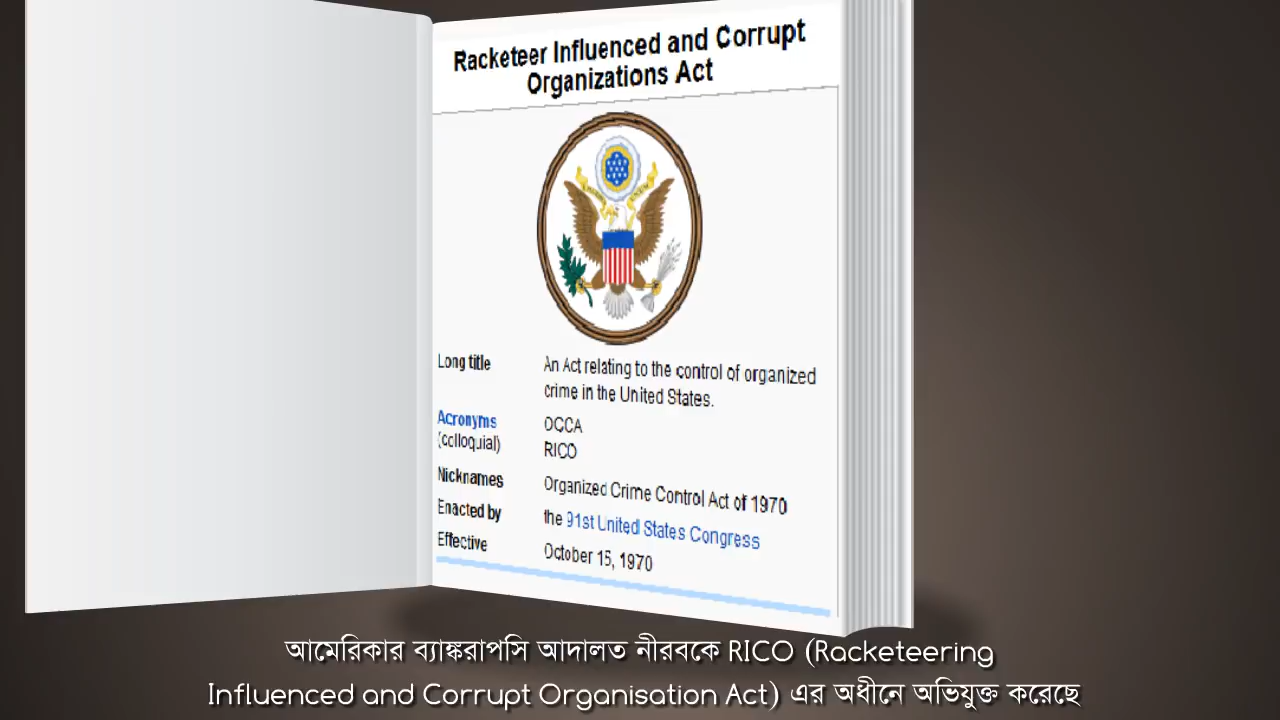 Racketeer Influenced and Corrupt
Organizations Act
Long title An Act relating to the control of organized
crime in the United States.
Acronyms OCCA
(colloquial) RICO
Nicknames Organized Crime Control Act of 1970
Enacted by the 91st United States Congress
Effective October 15, 1970
আমেরিকার ব্যাঙ্করাপসি আদালত নীরবকে RICO (Racketeering
Influenced and Corrupt Organisation Act) এর অধীনে অভিযুক্ত করেছে